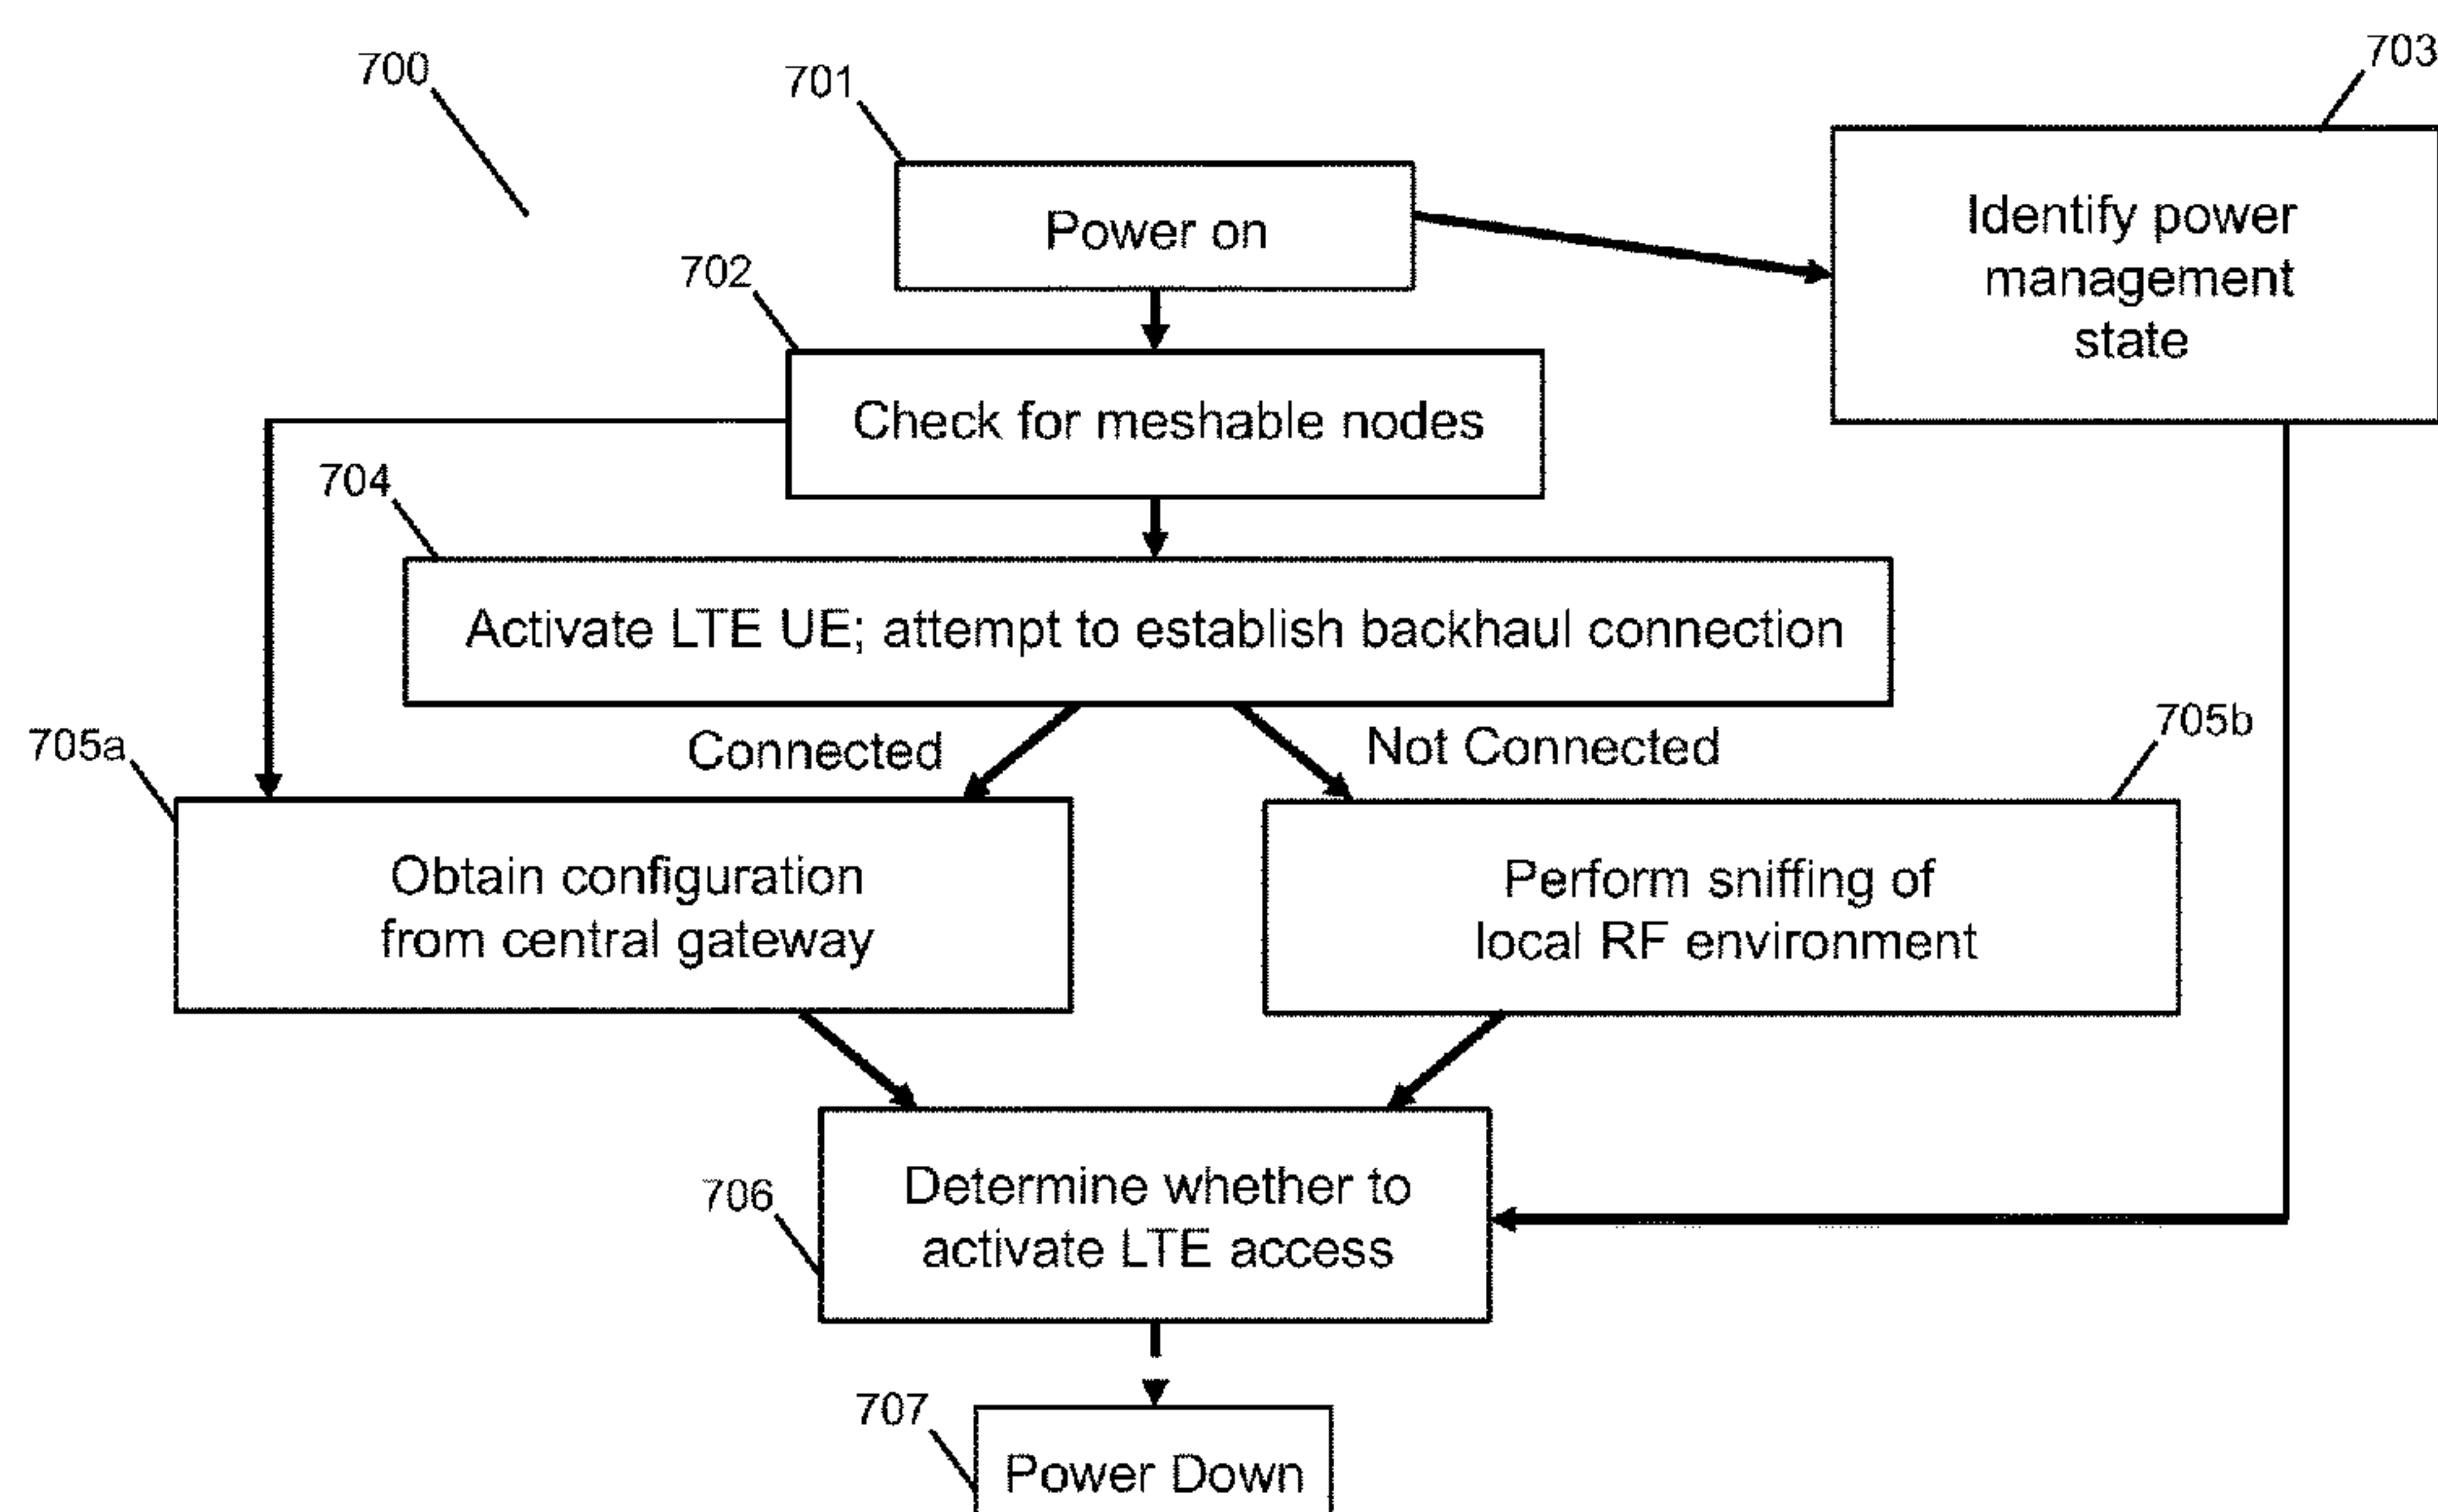 700
701
703
Power on
Identify power
management
state
702
Check for meshable nodes
704
Activate LTE UE; attempt to establish backhaul connection
Connected
Not Connected
705a
705b
Obtain configuration
from central gateway
Perform sniffing of
local RF environment
706
Determine whether to
activate LTE access
707
Power Down